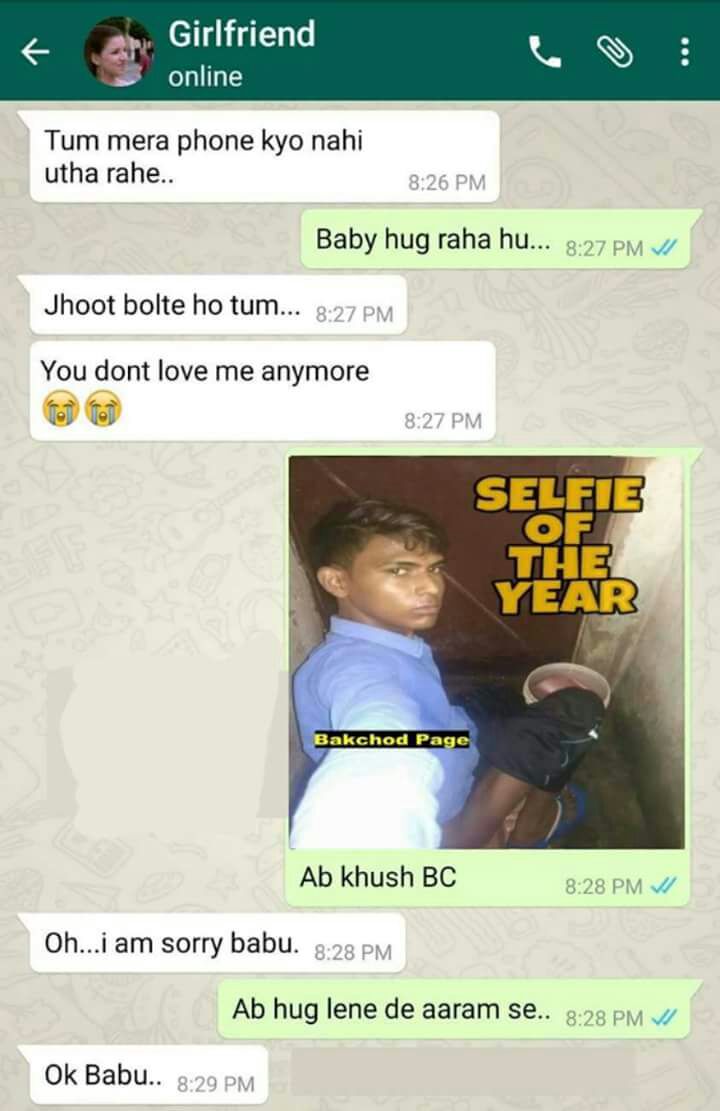 Girlfriend
online
Tum mera phone kyo nahi
utha rahe..
8:26 PM
Baby hug raha hu... 8:27 PM
Jhoot bolte ho tum... 8:27 PM
You dont love me anymore
😭😭
8:27 PM
SELFIE
OF
THE
YEAR
Bakchod Page
Ab khush BC
8:28 PM
Oh...i am sorry babu. 8:28 PM
Ab hug lene de aaram se.. 8:28 PM
Ok Babu.. 8:29 PM